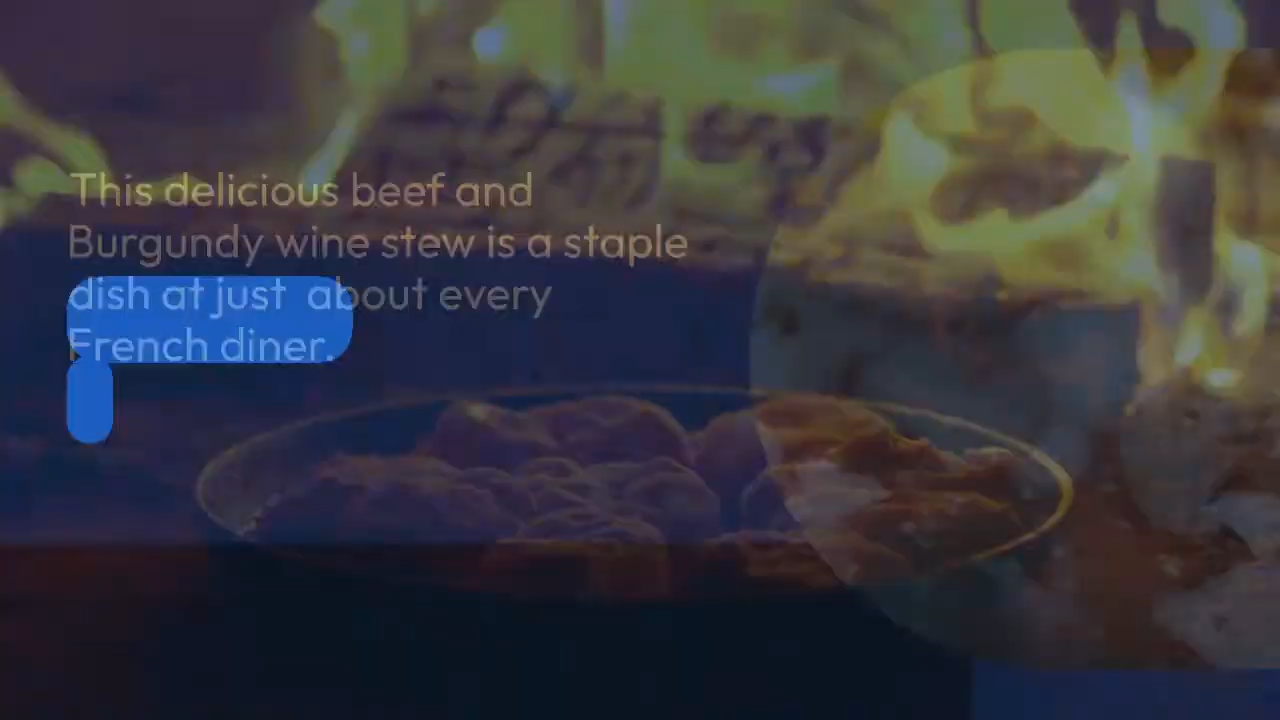 This delicious beef and
Burgundy wine stew is a staple
dish at just  about every
French diner.